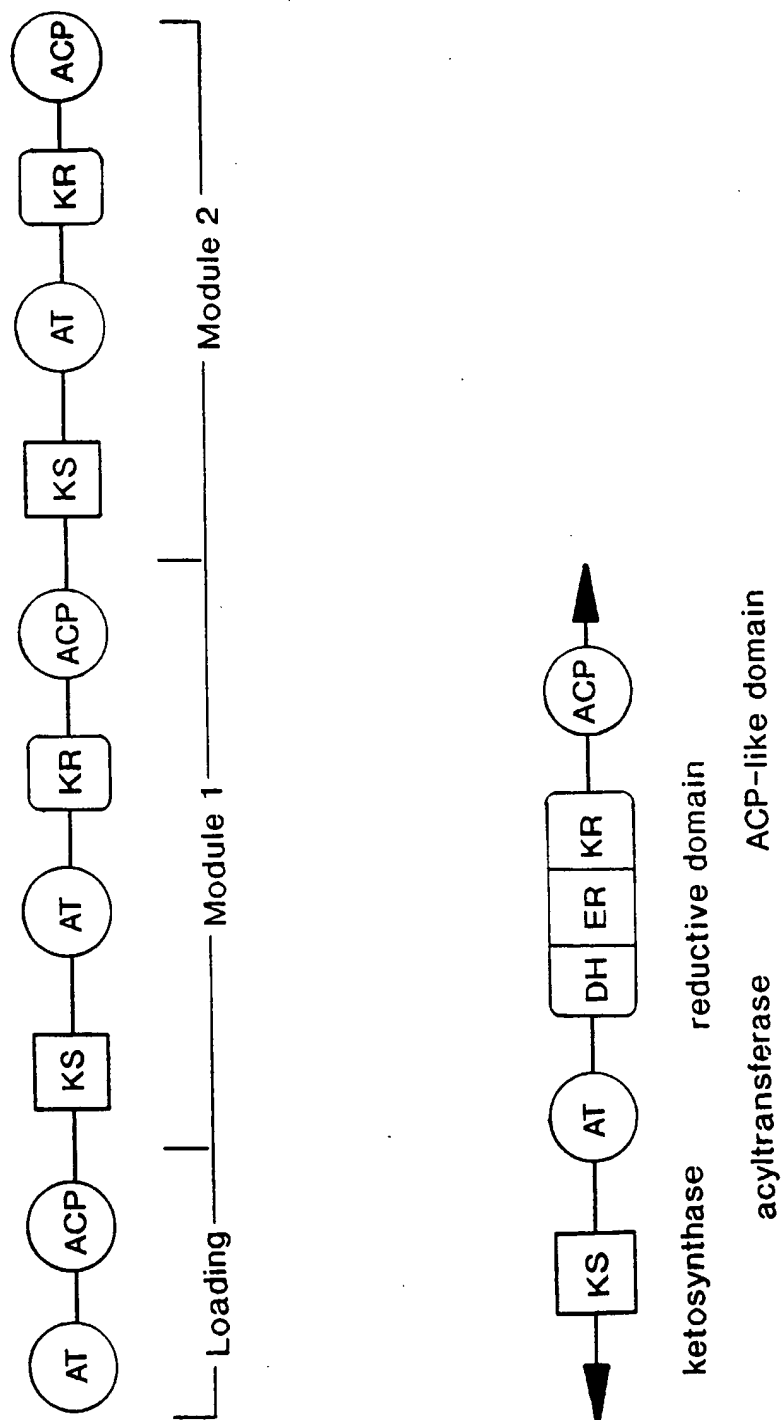 AT ACP KS AT KR ACP KS AT KR ACP
Loading Module 1 Module 2
KS AT DH ER KR ACP
ketosynthase reductive domain
acyltransferase ACP-like domain